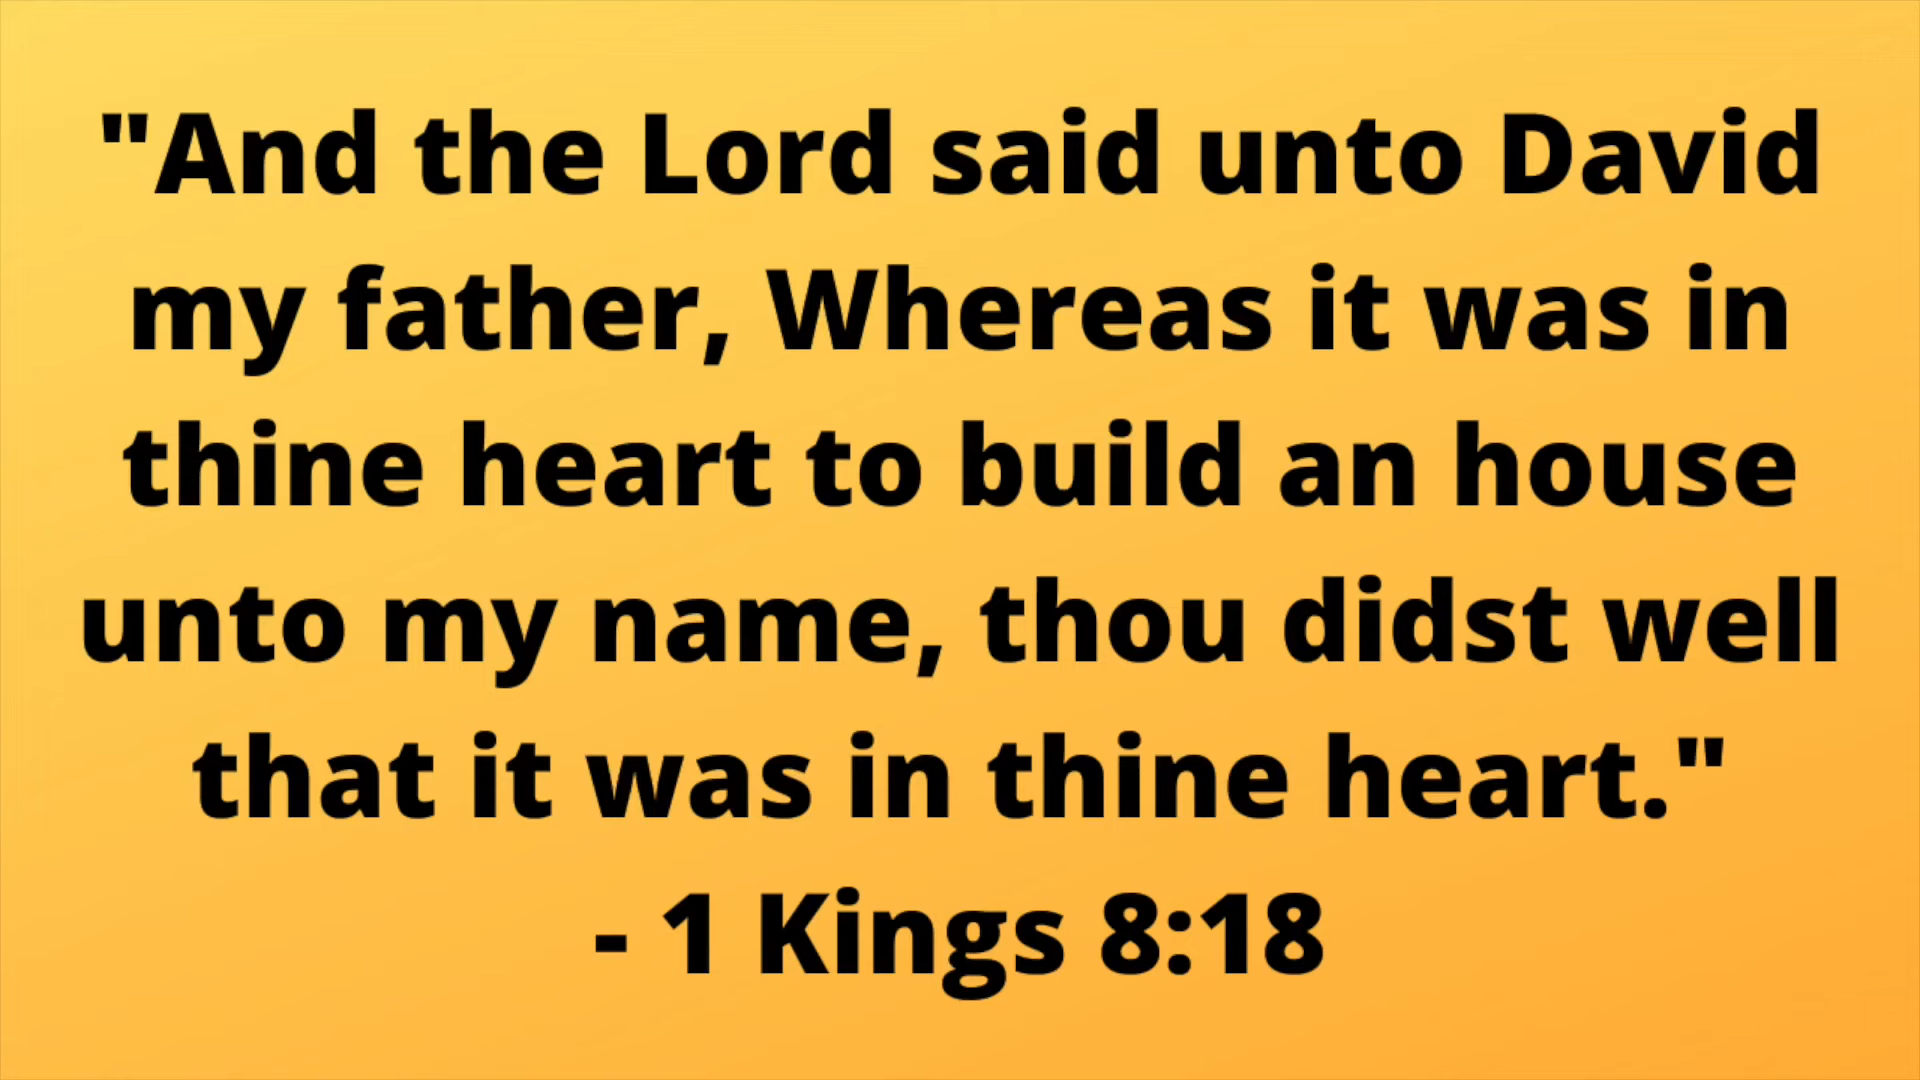 "And the Lord said unto David
my father, Whereas it was in
thine heart to build an house
unto my name, thou didst well
that it was in thine heart."
- 1 Kings 8:18